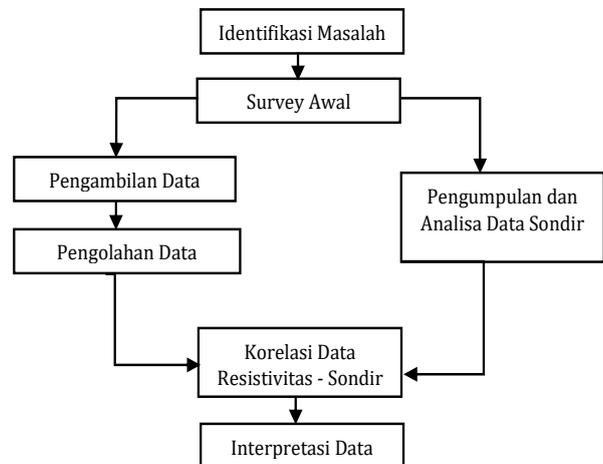 Identifikasi Masalah
Survey Awal
Pengambilan Data
Pengolahan Data
Pengumpulan dan
Analisa Data Sondir
Korelasi Data
Resistivitas - Sondir
Interpretasi Data